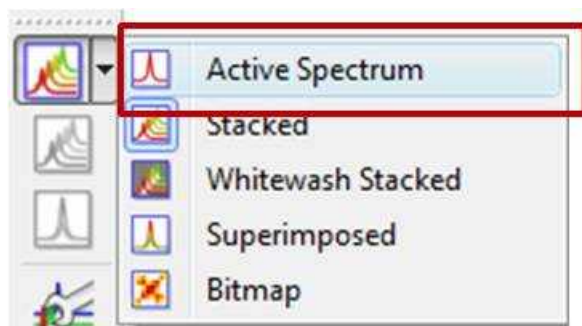 Active Spectrum
Stacked
Whitewash Stacked
Superimposed
Bitmap